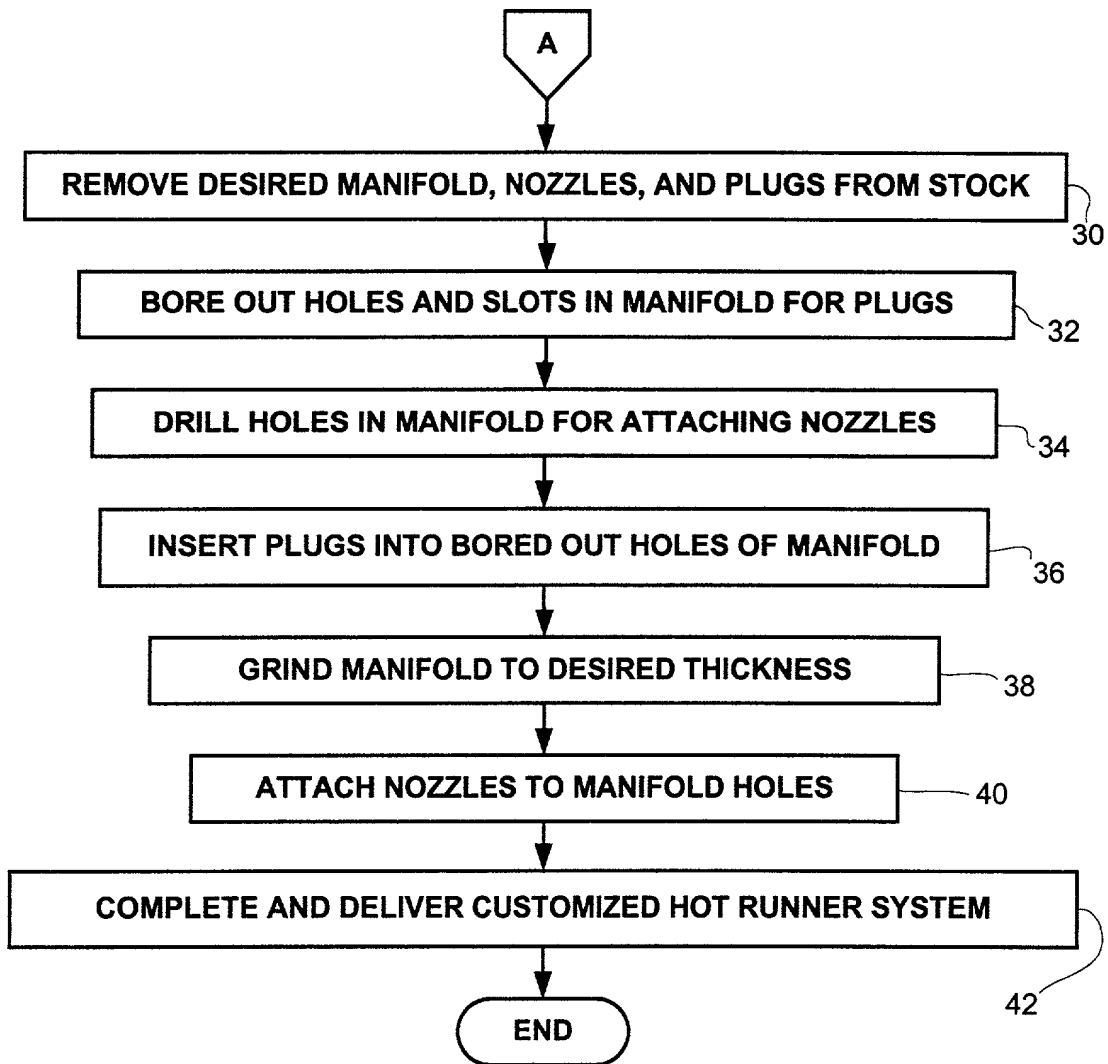 A
REMOVE DESIRED MANIFOLD, NOZZLES, AND PLUGS FROM STOCK
30
BORE OUT HOLES AND SLOTS IN MANIFOLD FOR PLUGS
32
DRILL HOLES IN MANIFOLD FOR ATTACHING NOZZLES
34
INSERT PLUGS INTO BORED OUT HOLES OF MANIFOLD
36
GRIND MANIFOLD TO DESIRED THICKNESS
38
ATTACH NOZZLES TO MANIFOLD HOLES
40
COMPLETE AND DELIVER CUSTOMIZED HOT RUNNER SYSTEM
42
END